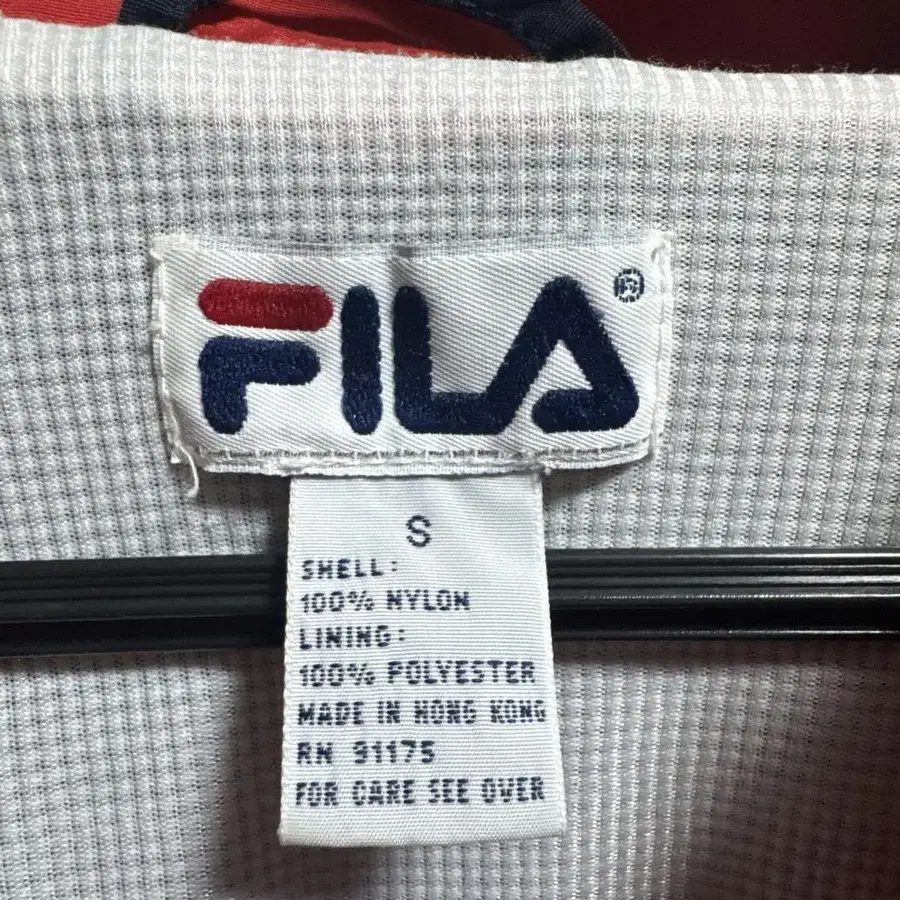 FILA ®
S
SHELL:
100% NYLON
LINING:
100% POLYESTER
MADE IN HONG KONG
RN 91175
FOR CARE SEE OVER